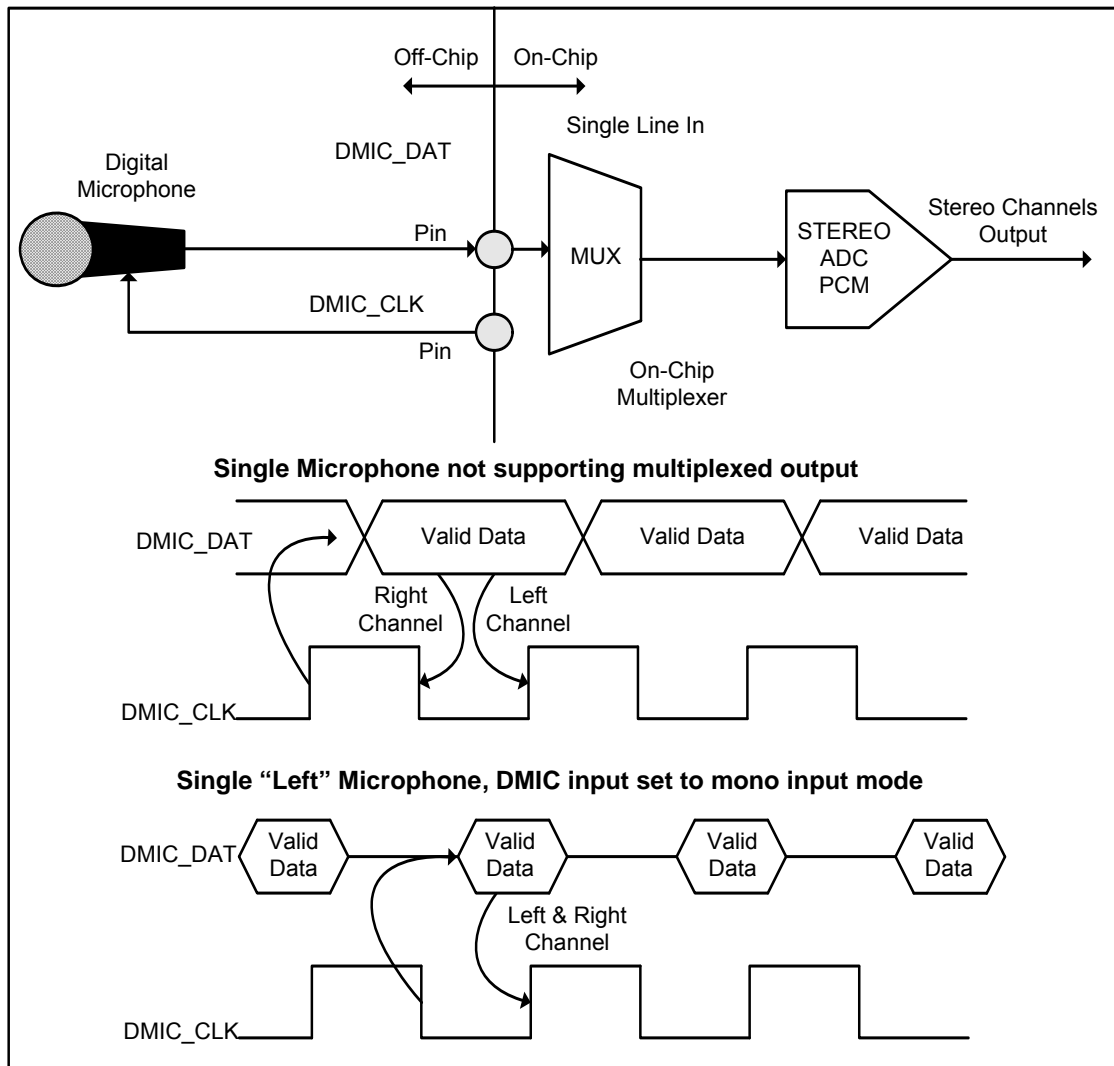 Off-Chip On-Chip
Single Line In
DMIC_DAT
Digital
Microphone
Pin
MUX
STEREO
ADC
PCM
Stereo Channels
Output
DMIC_CLK
Pin
On-Chip
Multiplexer
Single Microphone not supporting multiplexed output
DMIC_DAT
Valid Data Valid Data Valid Data
Right
Channel
Left
Channel
DMIC_CLK
Single “Left” Microphone, DMIC input set to mono input mode
DMIC_DAT
Valid
Data
Valid
Data
Valid
Data
Valid
Data
Left & Right
Channel
DMIC_CLK